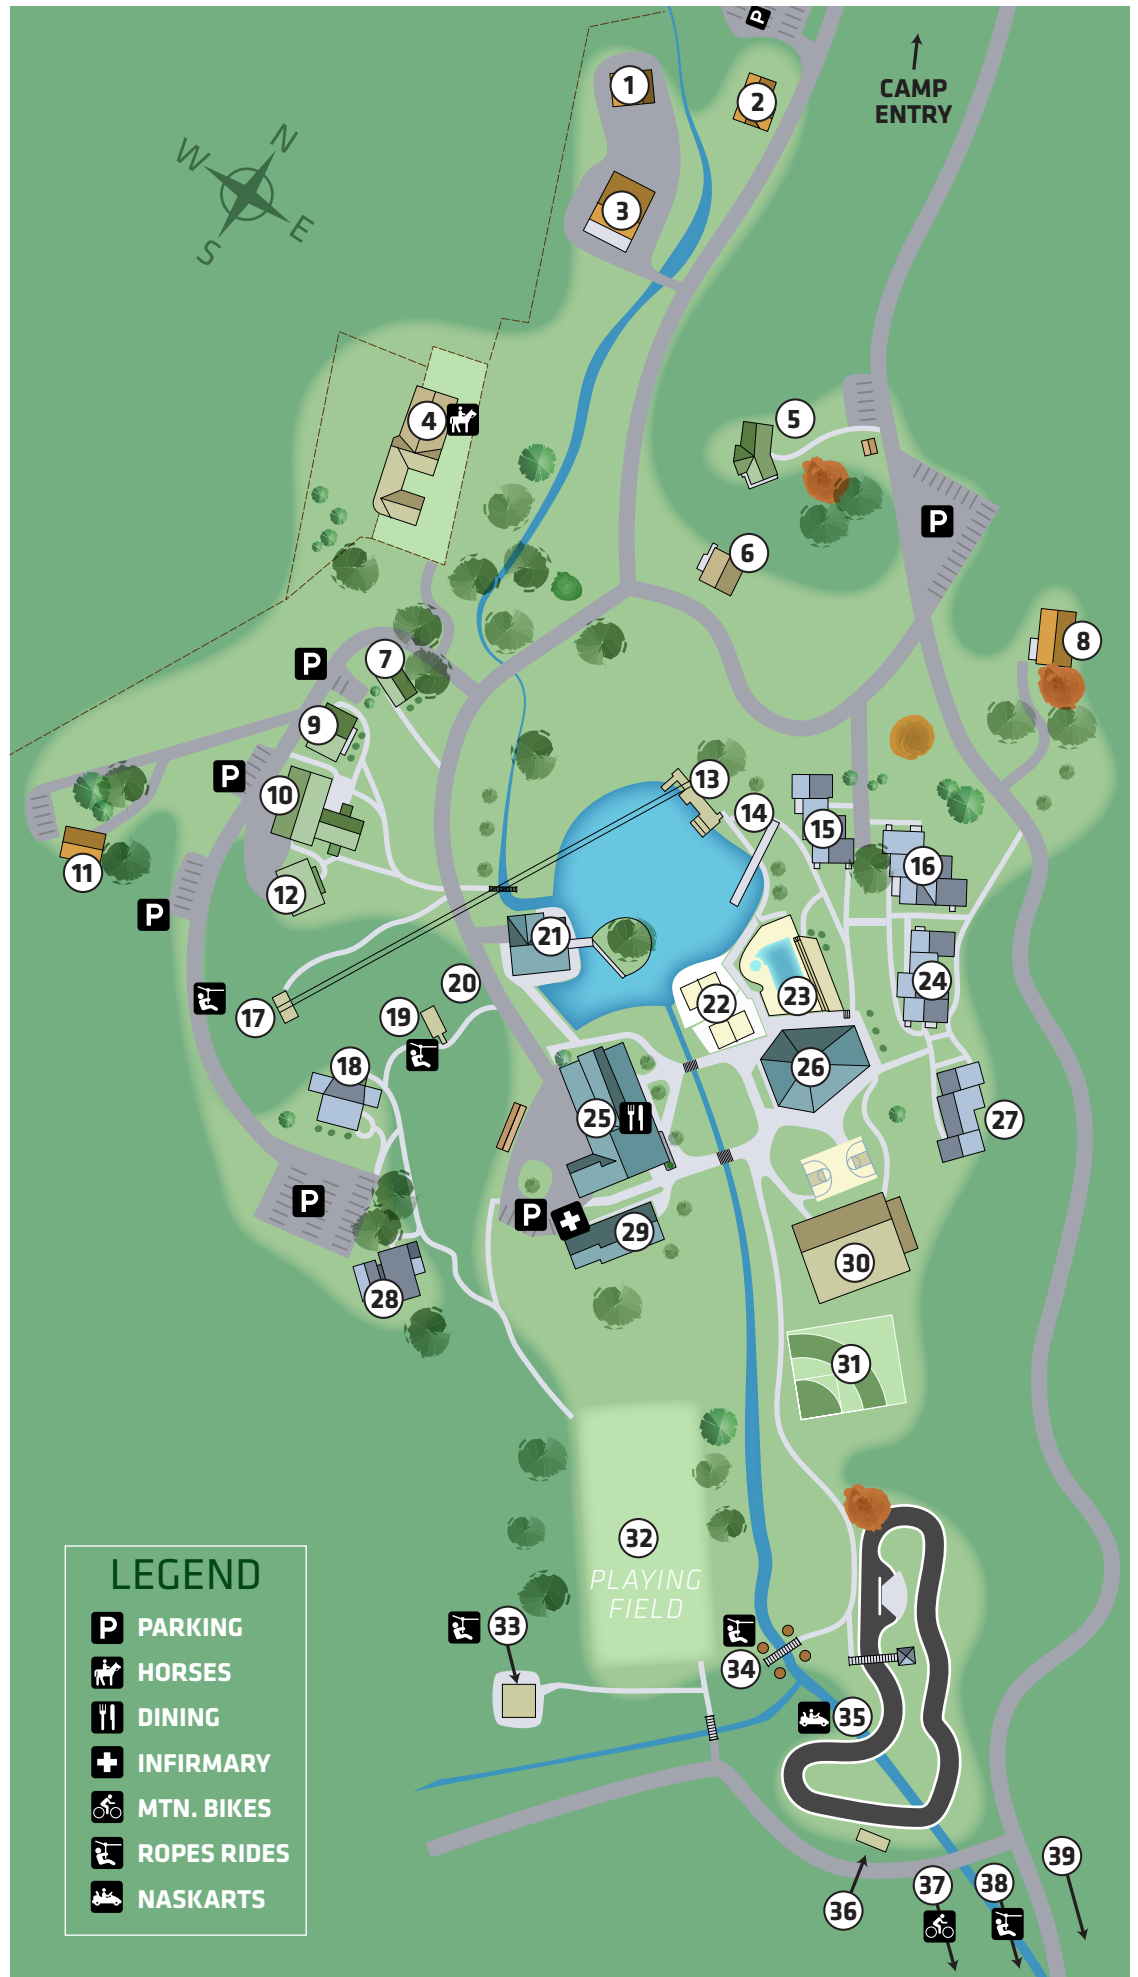 P
1
2
CAMP
ENTRY
N
W
E
S
3
4
5
P
6
7
8
P
9
P
10
11
12
13
14
15
16
P
17
18
19
20
21
22
23
24
25
26
27
P
P
28
29
30
31
32
PLAYING
FIELD
33
34
35
36
37
38
39
LEGEND
P PARKING
HORSES
DINING
INFIRMARY
MTN. BIKES
ROPES RIDES
NASKARTS